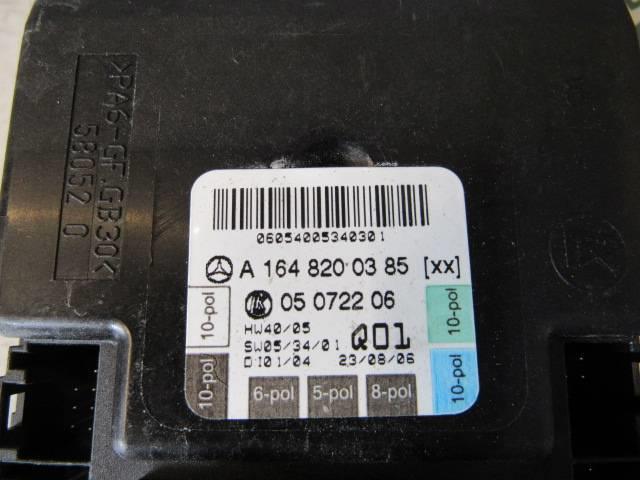 >PA6-GF.GB30<
58052 0
0605400534030 1
A 164 820 03 85 [xx]
05 0722 06
HW40/05
SW05/34/01
DI01/04
Q01
23/08/06
10-pol
10-pol
6-pol
5-pol
8-pol
10-pol
10-pol